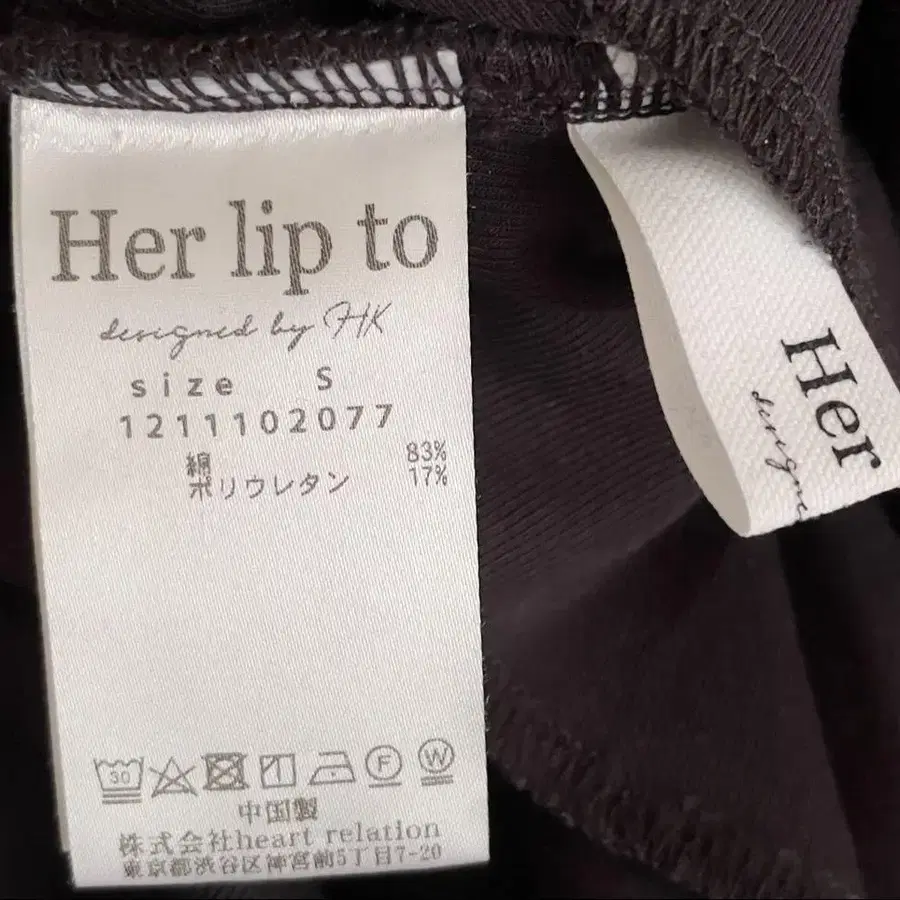 Her lip to
designed by HK
size S
1211102077
綿 83%
ポリウレタン 17%
30
F
W
中国製
株式会社heart relation
東京都渋谷区神宮前5丁目7-20
Her
designe